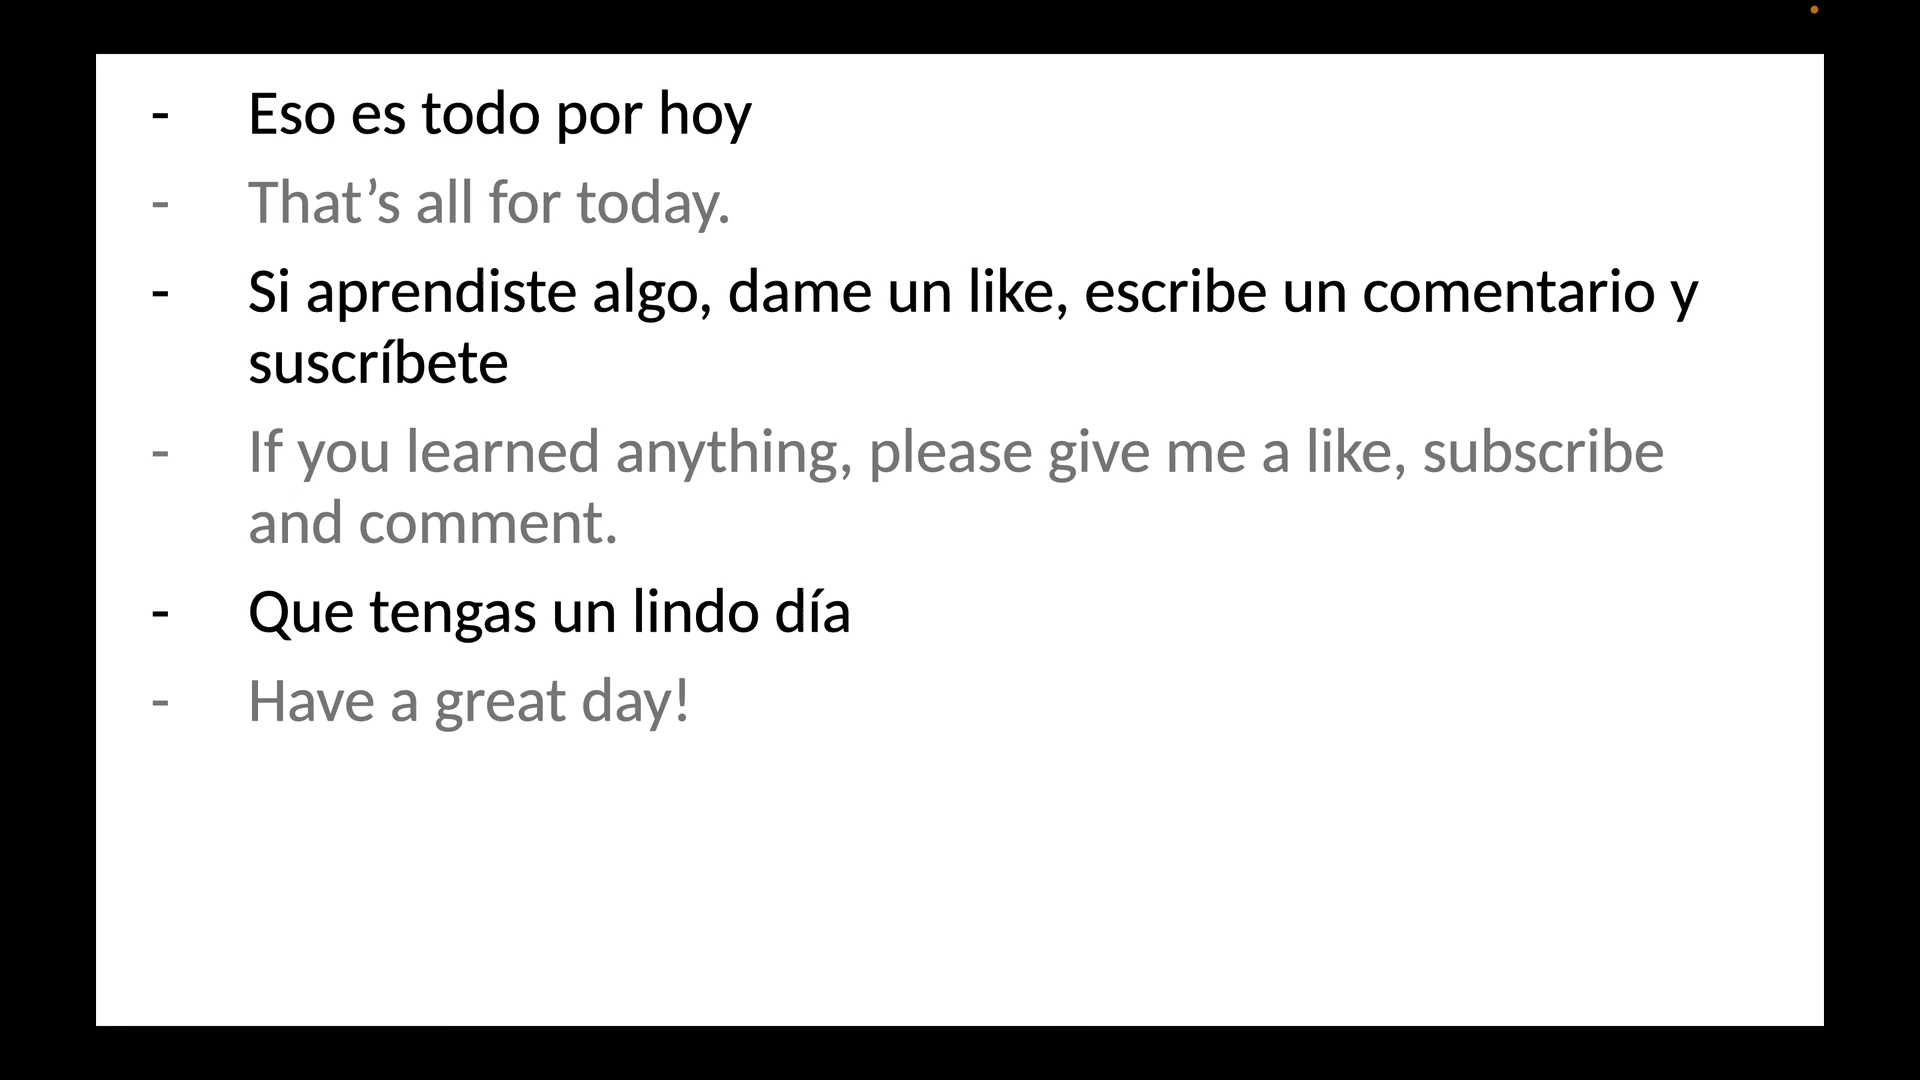 - Eso es todo por hoy
- That’s all for today.
- Si aprendiste algo, dame un like, escribe un comentario y
suscríbete
- If you learned anything, please give me a like, subscribe
and comment.
- Que tengas un lindo día
- Have a great day!